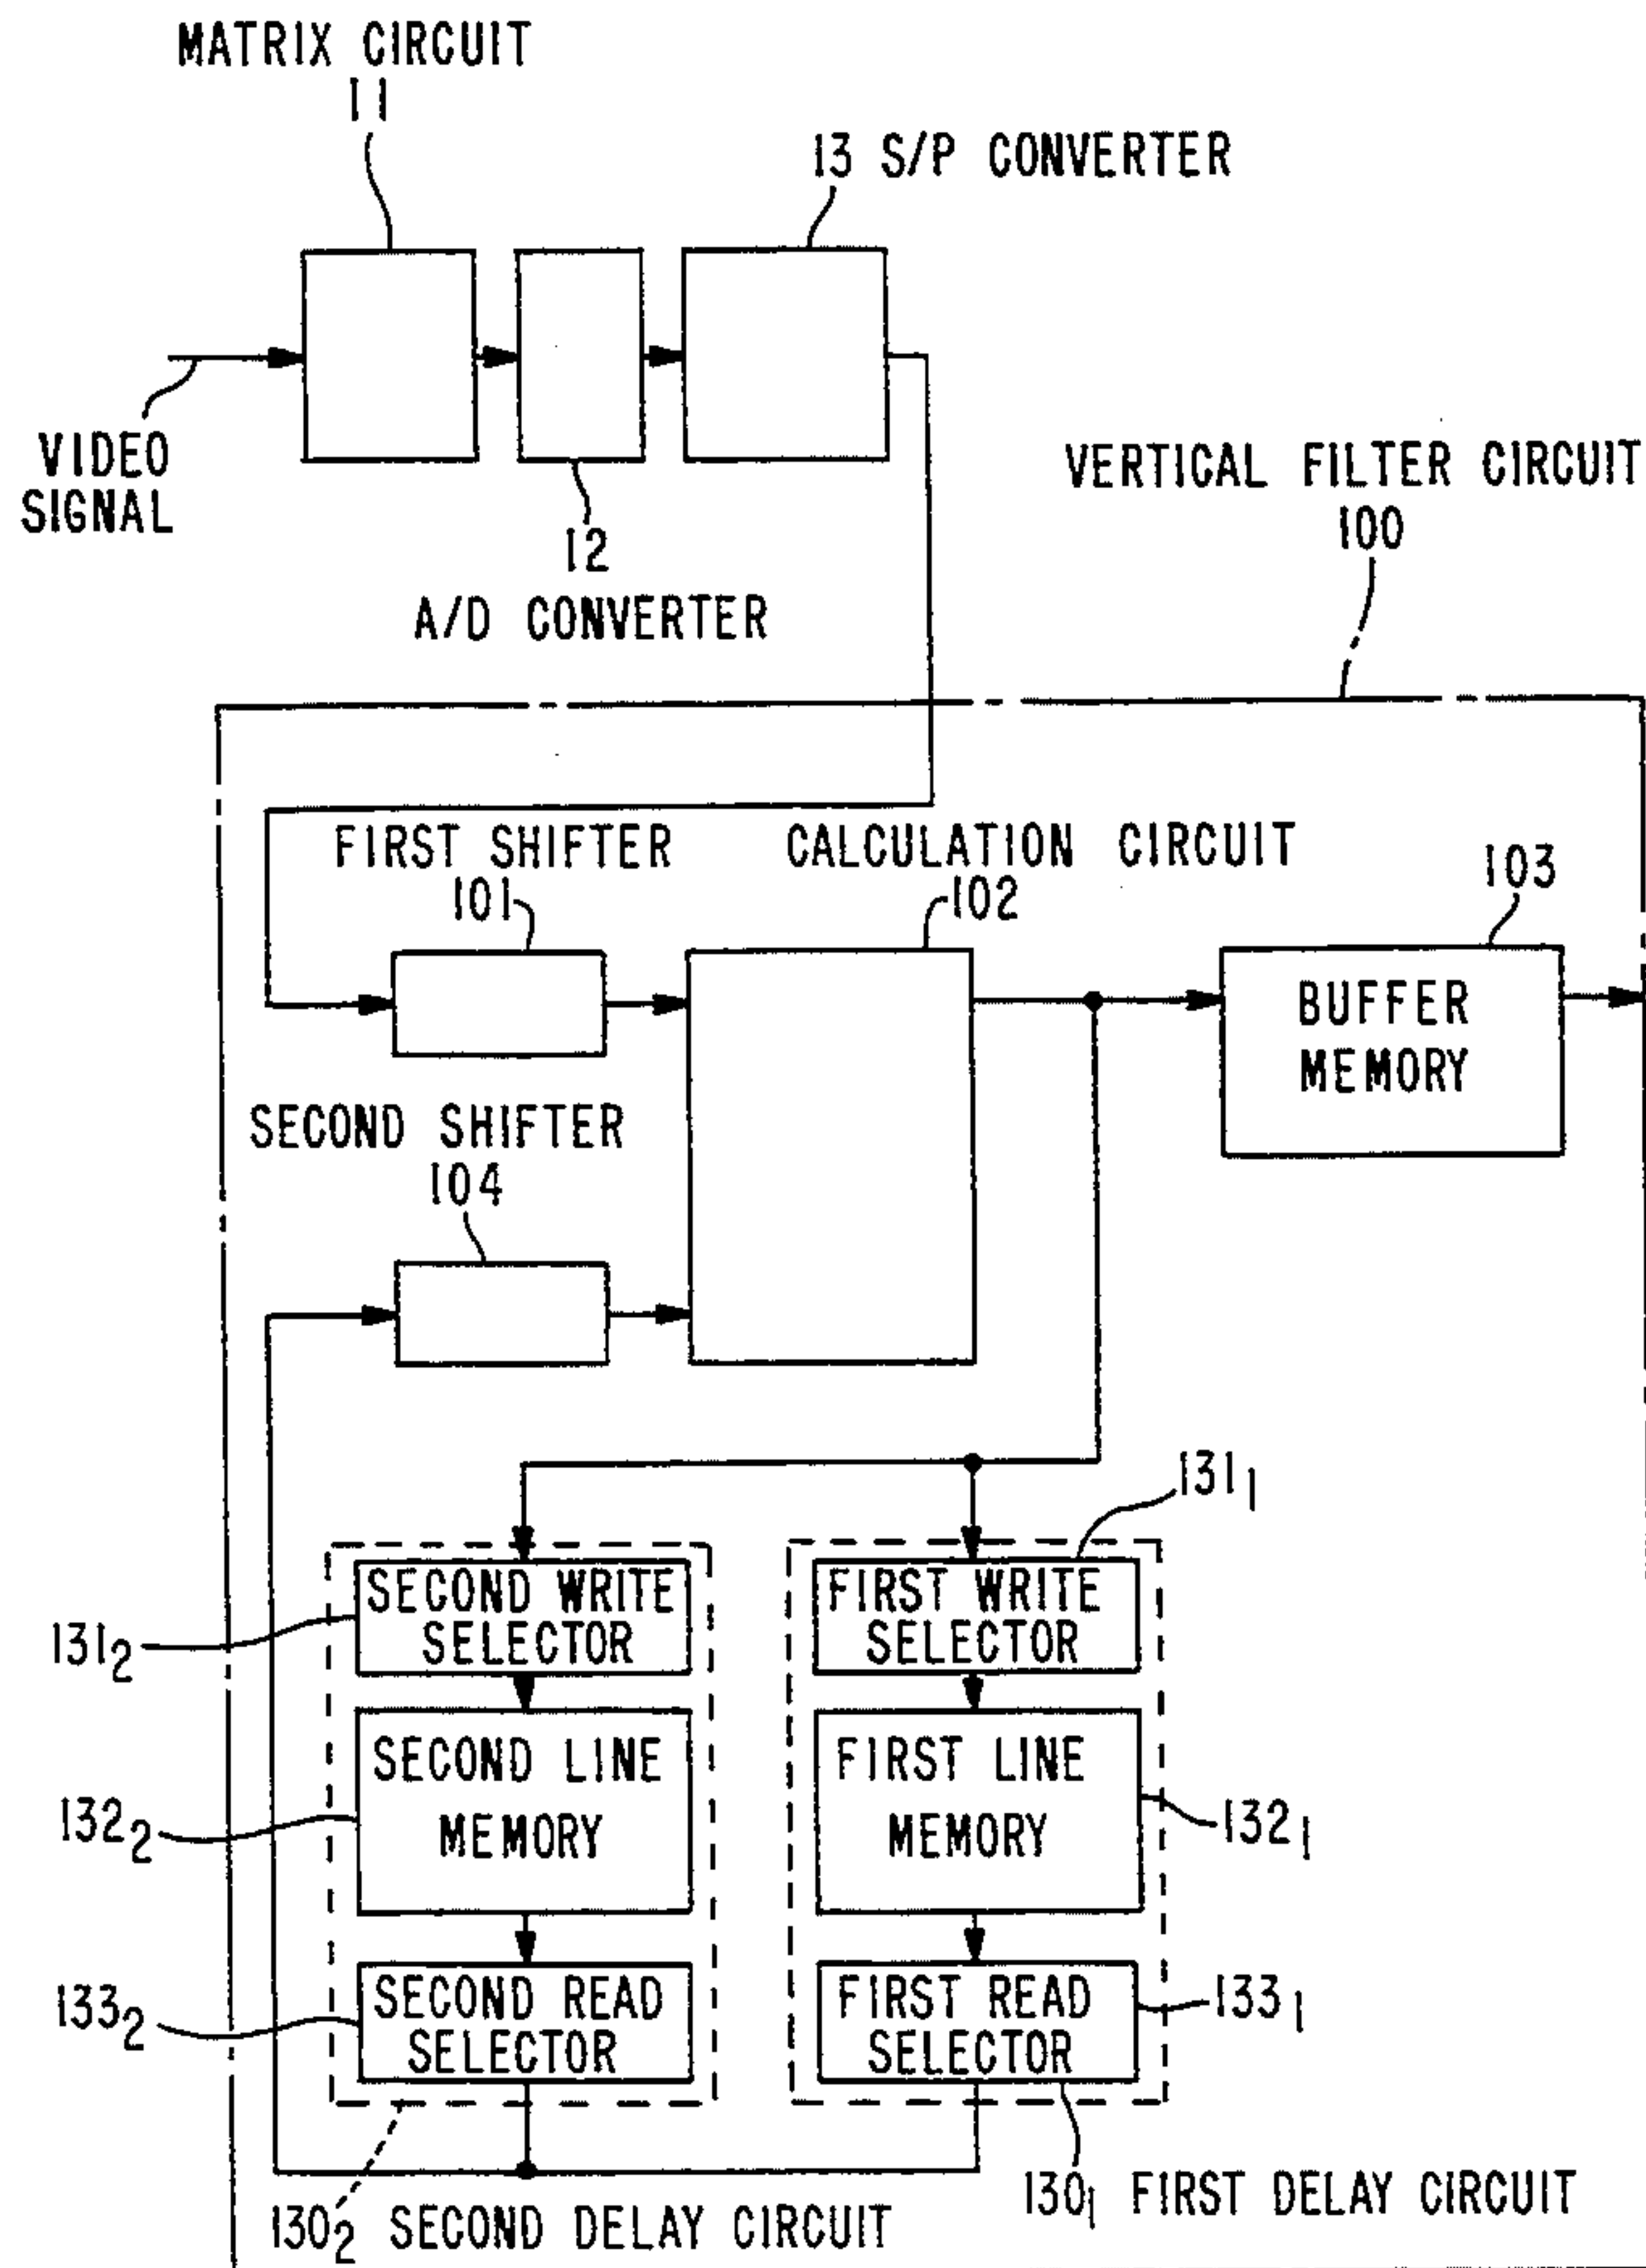 MATRIX CIRCUIT
11
13 S/P CONVERTER
VIDEO
SIGNAL
12
A/D CONVERTER
VERTICAL FILTER CIRCUIT
100
FIRST SHIFTER
101
CALCULATION CIRCUIT
102
103
BUFFER
MEMORY
SECOND SHIFTER
104
131₁
SECOND WRITE
SELECTOR
FIRST WRITE
SELECTOR
131₂
SECOND LINE
MEMORY
FIRST LINE
MEMORY
132₂
132₁
SECOND READ
SELECTOR
FIRST READ
SELECTOR
133₂
133₁
130₂ SECOND DELAY CIRCUIT
130₁ FIRST DELAY CIRCUIT